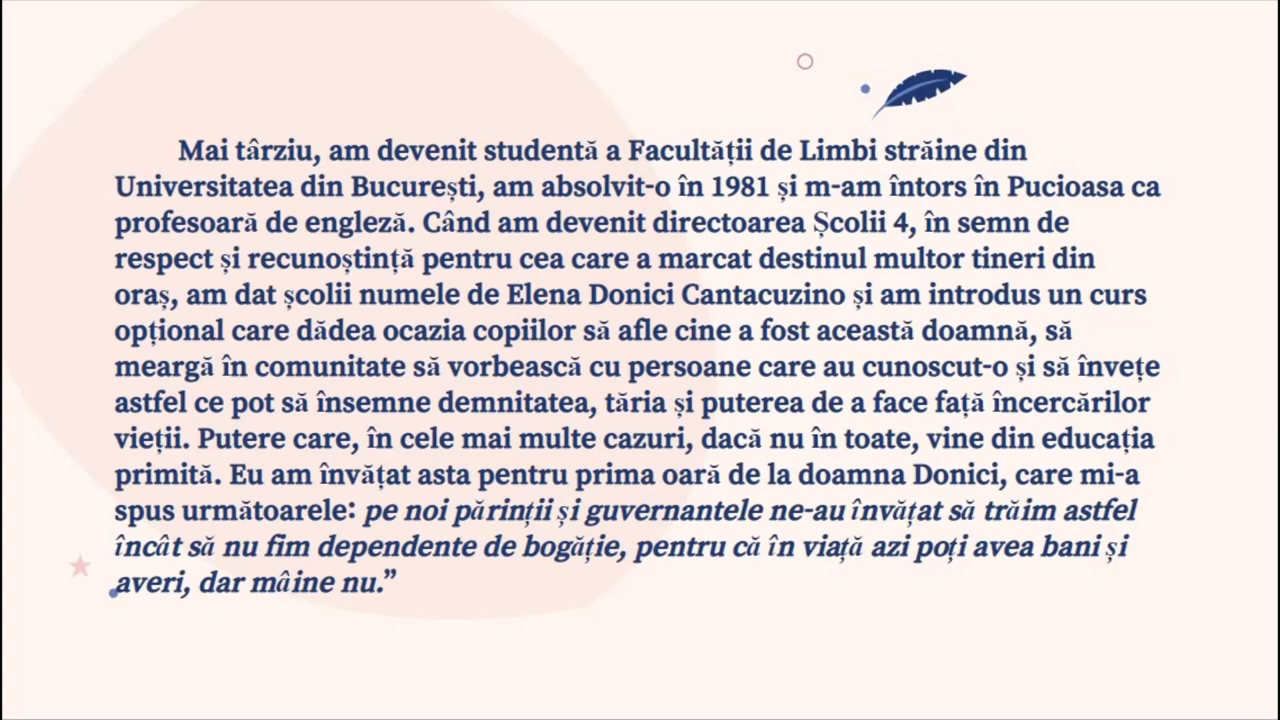 Mai târziu, am devenit studentă a Facultății de Limbi străine din
Universitatea din București, am absolvit-o în 1981 și m-am întors în Pucioasa ca
profesoară de engleză. Când am devenit directoarea Școlii 4, în semn de
respect și recunoștință pentru cea care a marcat destinul multor tineri din
oraș, am dat școlii numele de Elena Donici Cantacuzino și am introdus un curs
opțional care dădea ocazia copiilor să afle cine a fost această doamnă, să
meargă în comunitate să vorbească cu persoane care au cunoscut-o și să învețe
astfel ce pot să însemne demnitatea, tăria și puterea de a face față încercărilor
vieții. Putere care, în cele mai multe cazuri, dacă nu în toate, vine din educația
primită. Eu am învățat asta pentru prima oară de la doamna Donici, care mi-a
spus următoarele: pe noi părinții și guvernantele ne-au învățat să trăim astfel
încât să nu fim dependente de bogăție, pentru că în viață azi poți avea bani și
averi, dar mâine nu.”